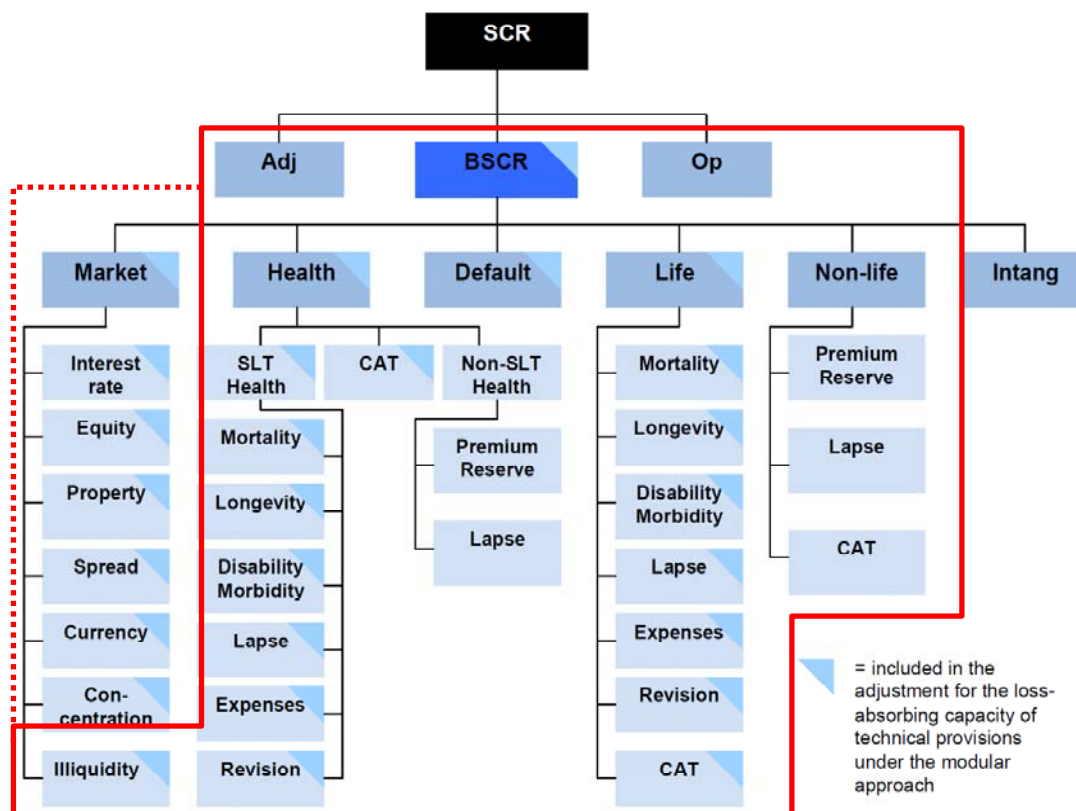 SCR
Adj
BSCR
Op
Market
Health
Default
Life
Non-life
Intang
Interest
rate
Equity
Property
Spread
Currency
Con-
centration
Illiquidity
SLT
Health
CAT
Non-SLT
Health
Mortality
Longevity
Disability
Morbidity
Lapse
Expenses
Revision
Premium
Reserve
Lapse
Mortality
Longevity
Disability
Morbidity
Lapse
Expenses
Revision
CAT
Premium
Reserve
Lapse
CAT
= included in the
adjustment for the loss-
absorbing capacity of
technical provisions
under the modular
approach